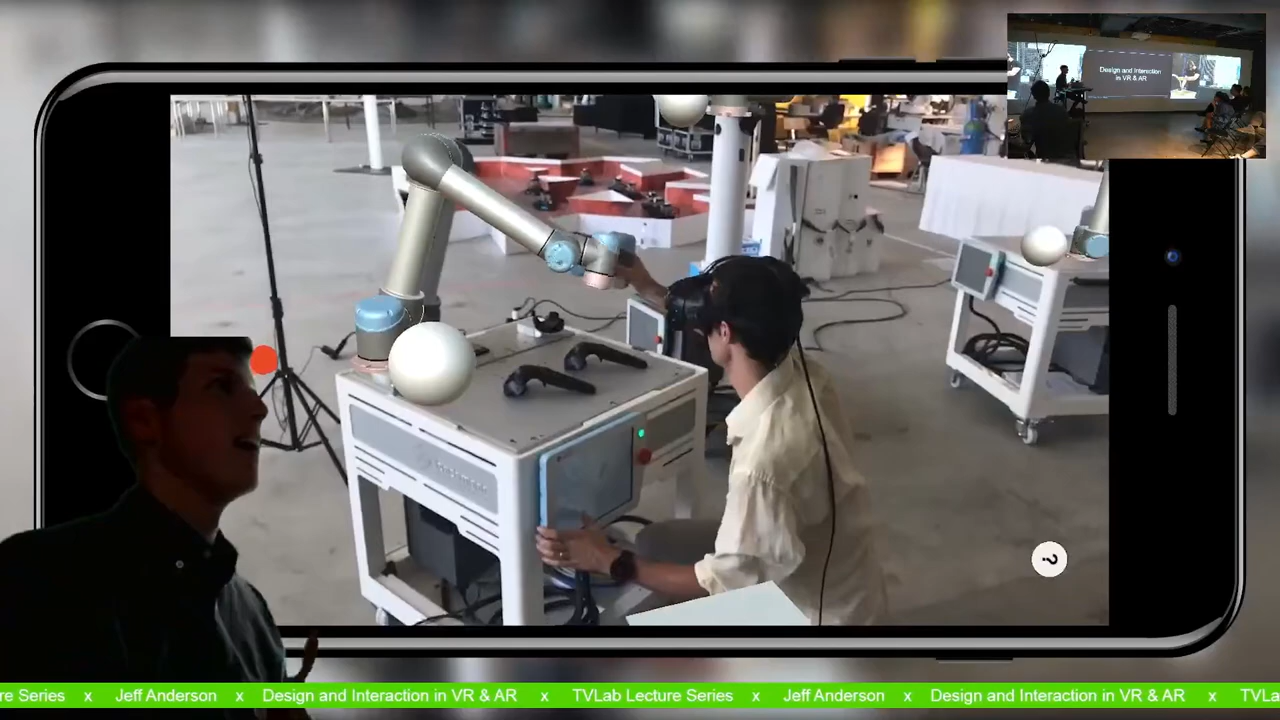 Design and Interaction
in VR & AR
?
re Series x Jeff Anderson x Design and Interaction in VR & AR x TVLab Lecture Series x Jeff Anderson x Design and Interaction in VR & AR x TVLa